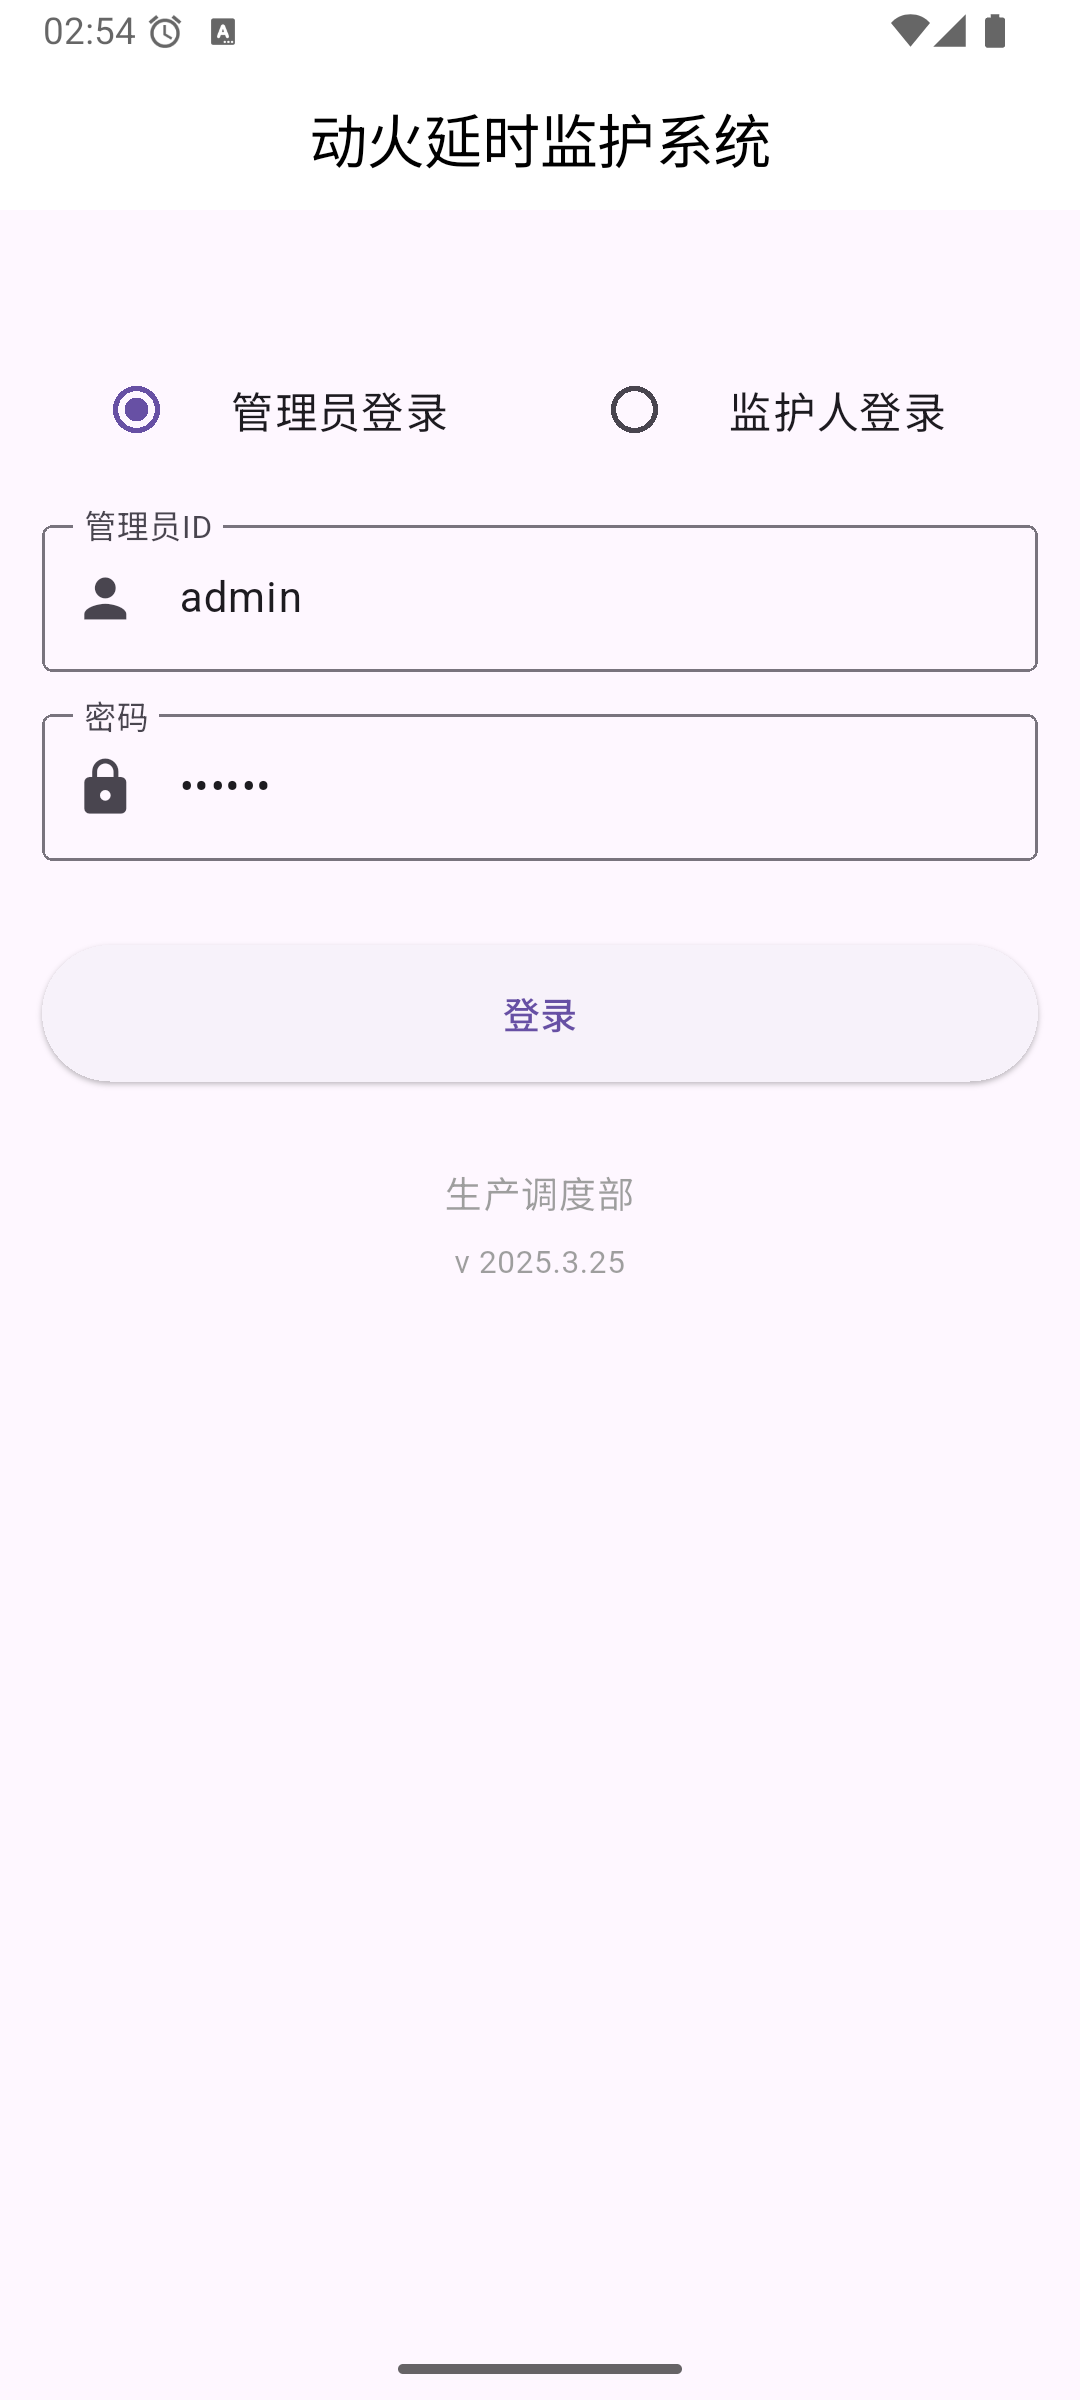 02:54
动火延时监护系统
管理员登录 监护人登录
管理员ID
admin
密码
••••••
登录
生产调度部
v 2025.3.25